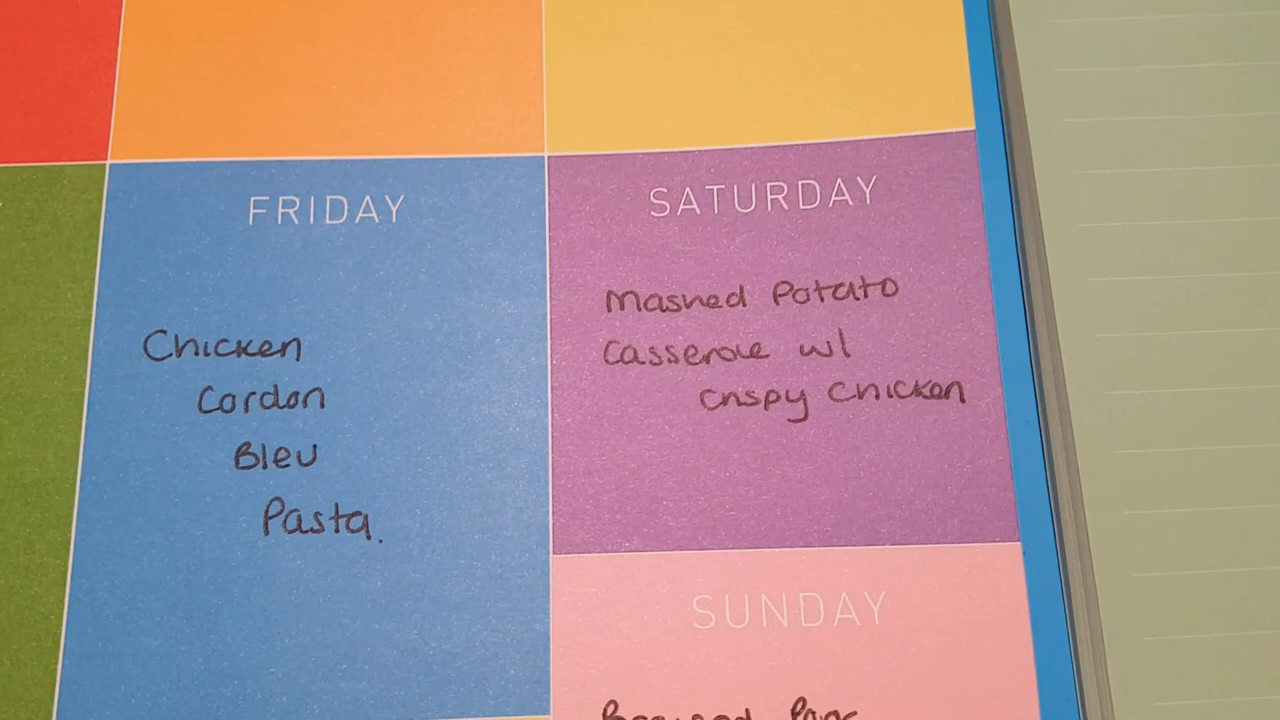 FRIDAY
Chicken
Cordon
Bleu
Pasta.
SATURDAY
Mashed Potato
Casserole w/
Crispy Chicken
SUNDAY